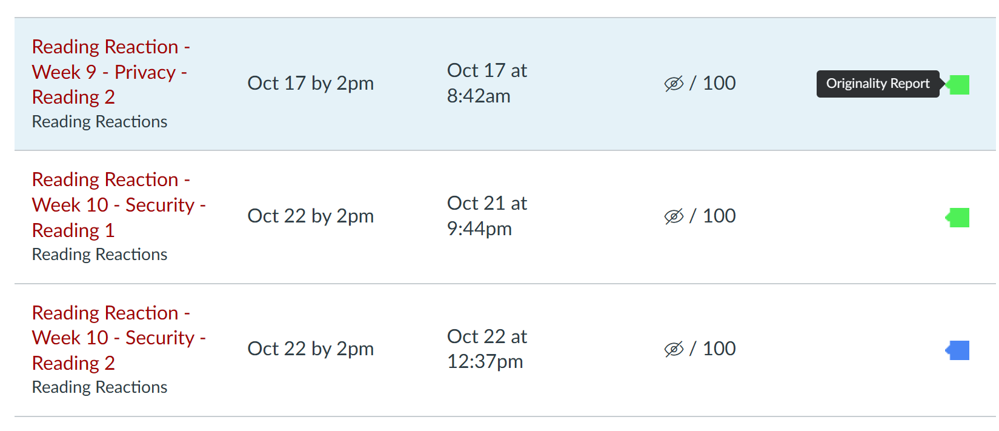 Reading Reaction -
Week 9 - Privacy -
Reading 2
Reading Reactions
Oct 17 by 2pm
Oct 17 at
8:42am
/ 100
Originality Report
Reading Reaction -
Week 10 - Security -
Reading 1
Reading Reactions
Oct 22 by 2pm
Oct 21 at
9:44pm
/ 100
Reading Reaction -
Week 10 - Security -
Reading 2
Reading Reactions
Oct 22 by 2pm
Oct 22 at
12:37pm
/ 100